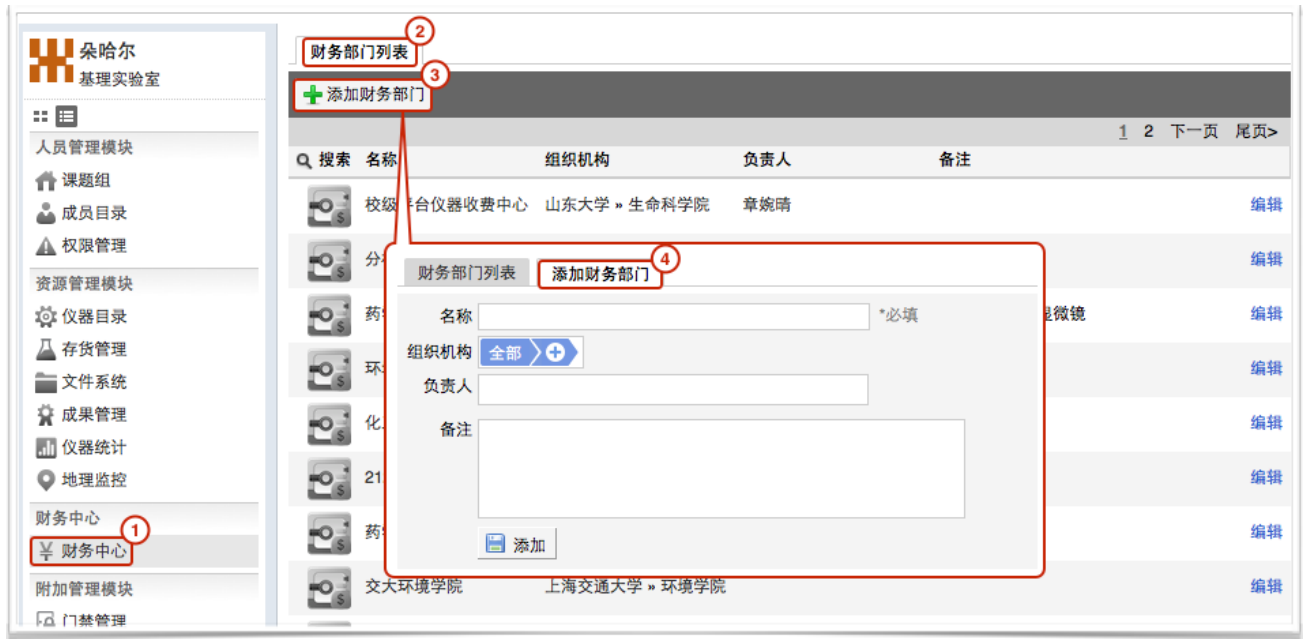 朵哈尔
基理实验室
人员管理模块
课题组
成员目录
权限管理
资源管理模块
仪器目录
存货管理
文件系统
成果管理
仪器统计
地理监控
财务中心
1
¥ 财务中心
附加管理模块
门禁管理
2
财务部门列表
3
添加财务部门
1 2 下一页 尾页>
搜索 名称 组织机构 负责人 备注
校级 台仪器收费中心 山东大学 » 生命科学院 章婉晴 编辑
编辑
药 显微镜 编辑
环 编辑
化 编辑
21 编辑
药 编辑
交大环境学院 上海交通大学 » 环境学院 编辑
4
财务部门列表 添加财务部门
名称 *必填
组织机构 全部
负责人
备注
添加